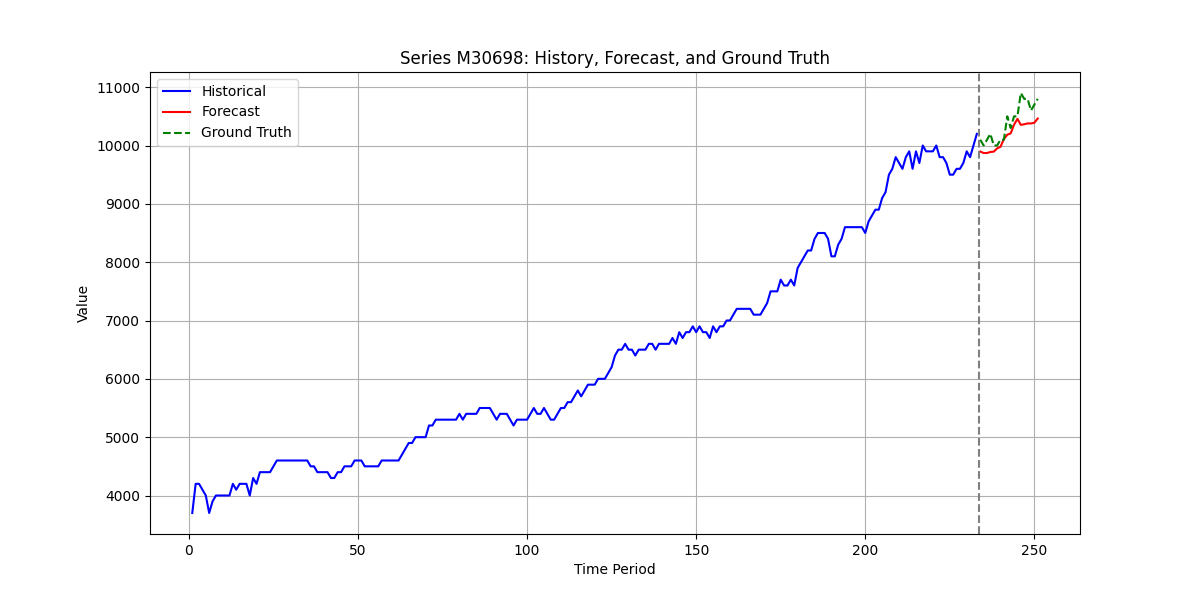 Series M30698: History, Forecast, and Ground Truth
Historical
Forecast
Ground Truth
11000
10000
9000
8000
7000
6000
5000
4000
Value
0 50 100 150 200 250
Time Period